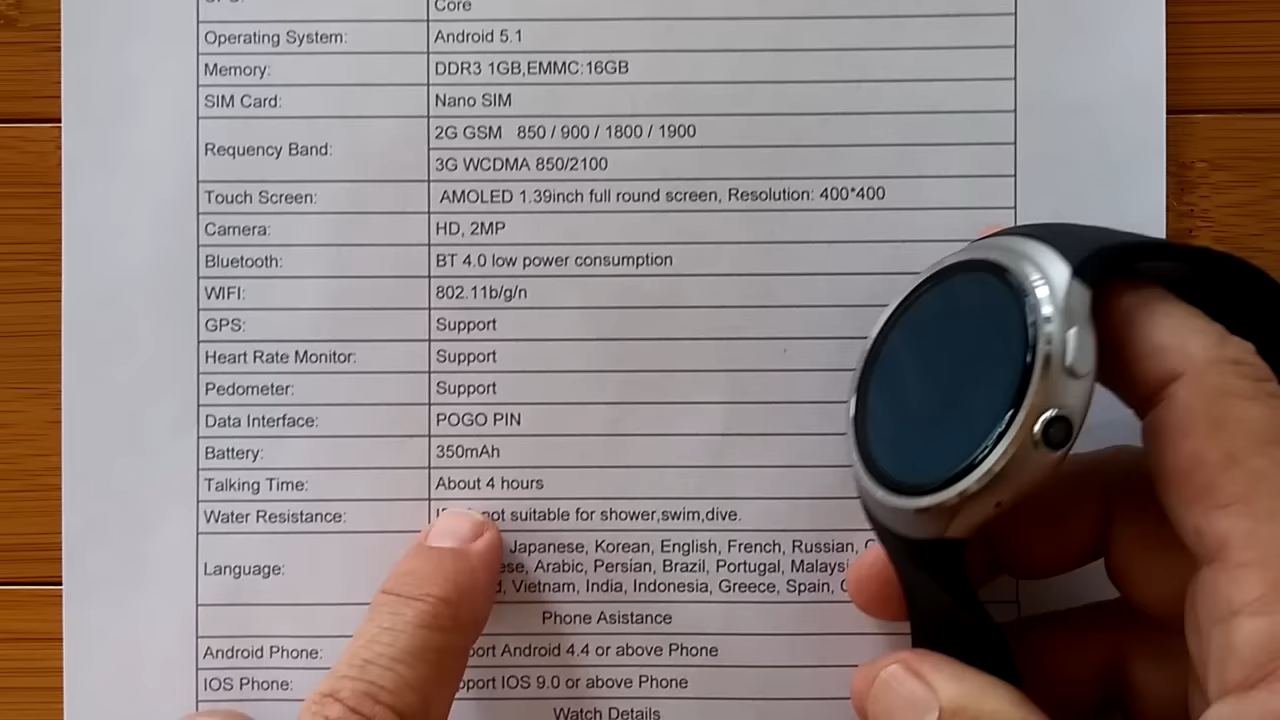 Core
Operating System: Android 5.1
Memory: DDR3 1GB,EMMC:16GB
SIM Card: Nano SIM
Requency Band: 2G GSM 850 / 900 / 1800 / 1900
3G WCDMA 850/2100
Touch Screen: AMOLED 1.39inch full round screen, Resolution: 400*400
Camera: HD, 2MP
Bluetooth: BT 4.0 low power consumption
WIFI: 802.11b/g/n
GPS: Support
Heart Rate Monitor: Support
Pedometer: Support
Data Interface: POGO PIN
Battery: 350mAh
Talking Time: About 4 hours
Water Resistance: not suitable for shower,swim,dive.
Japanese, Korean, English, French, Russian,
Language: Arabic, Persian, Brazil, Portugal,
Vietnam, India, Indonesia, Greece, Spain,
Phone Asistance
Android Phone: Android 4.4 or above Phone
IOS Phone: IOS 9.0 or above Phone
Watch Details